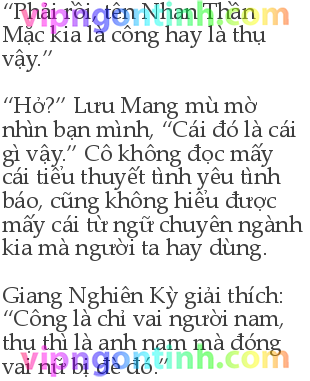 “Phải rồi, tên Nhan Thần
Mạc kia là công hay là thụ
vậy.”
“Hở?” Lưu Mang mù mờ
nhìn bạn mình, “Cái đó là cái
gì vậy.” Cô không đọc mấy
cái tiểu thuyết tình yêu tình
báo, cũng không hiểu được
mấy cái từ ngữ chuyên ngành
kia mà người ta hay dùng.
Giang Nghiên Kỳ giải thích:
“Công là chỉ vai người nam,
thụ thì là anh nam mà đóng
vai nữ bị đè đó.”
vipngontinh.com
vipngontinh.com